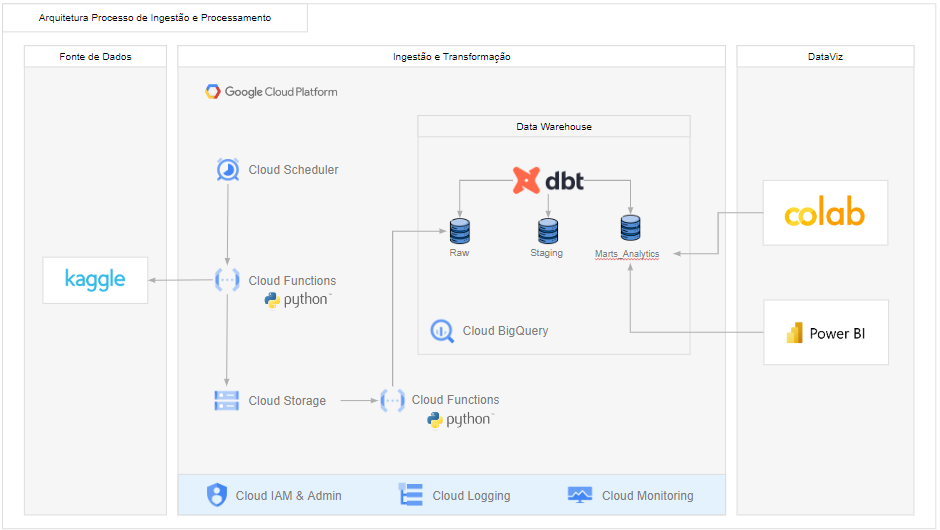 Arquitetura Processo de Ingestão e Processamento
Fonte de Dados
Ingestão e Transformação
DataViz
Google Cloud Platform
Data Warehouse
Cloud Scheduler
dbt
colab
Raw
Staging
Marts_Analytics
kaggle
Cloud Functions
python™
Cloud BigQuery
Power BI
Cloud Storage
Cloud Functions
python™
Cloud IAM & Admin
Cloud Logging
Cloud Monitoring